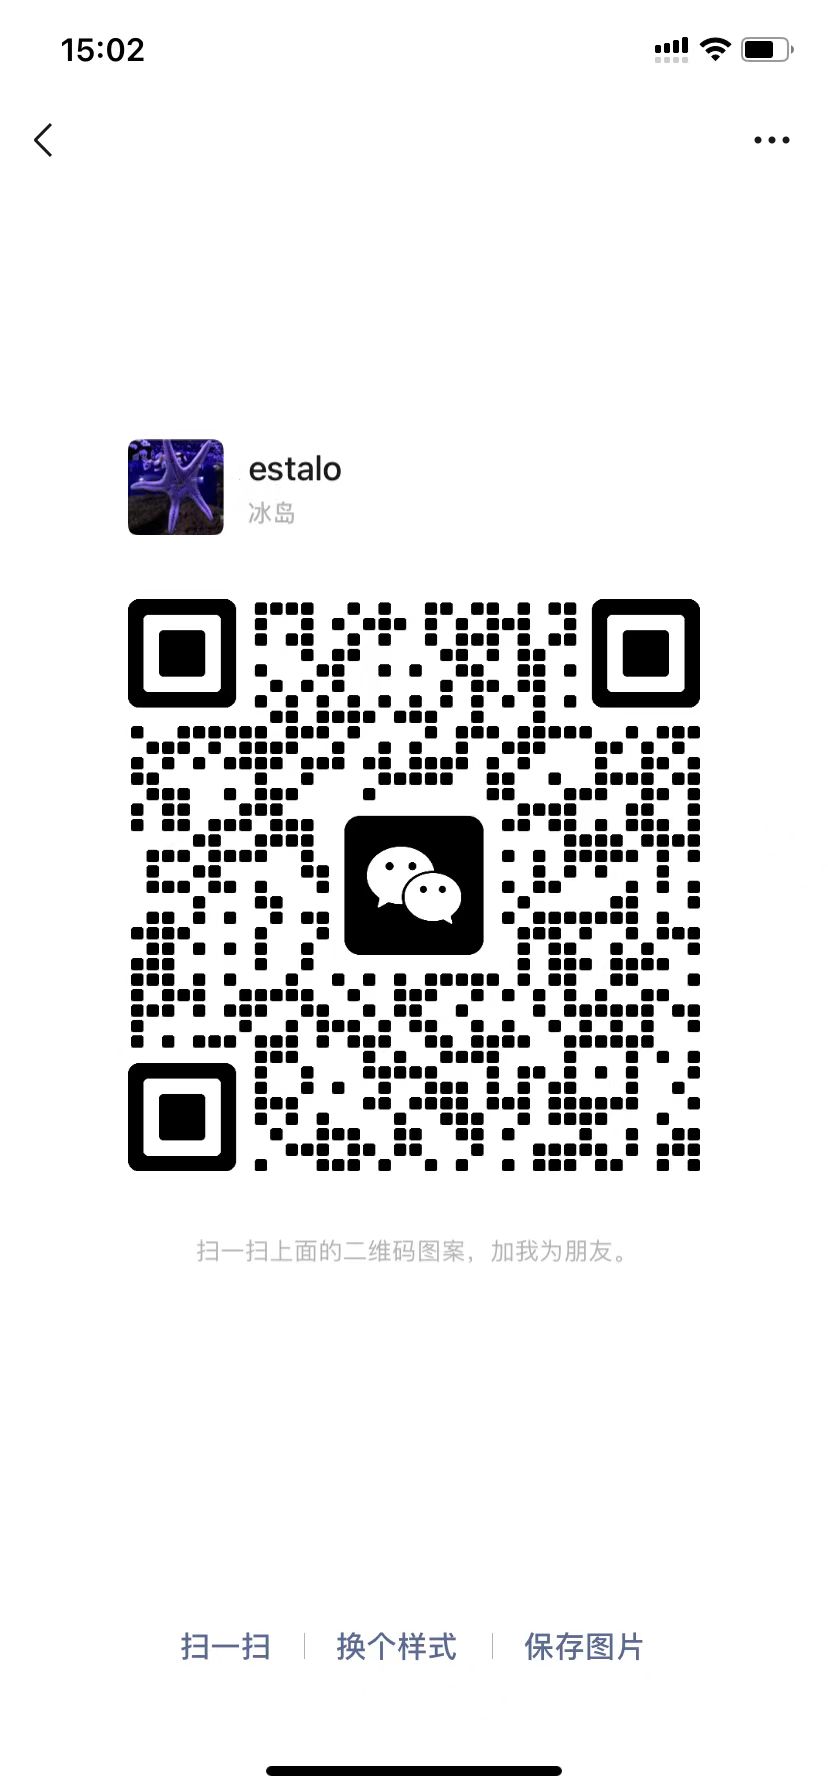 15:02
estalo
冰岛
扫一扫上面的二维码图案，加我为朋友。
扫一扫 换个样式 保存图片